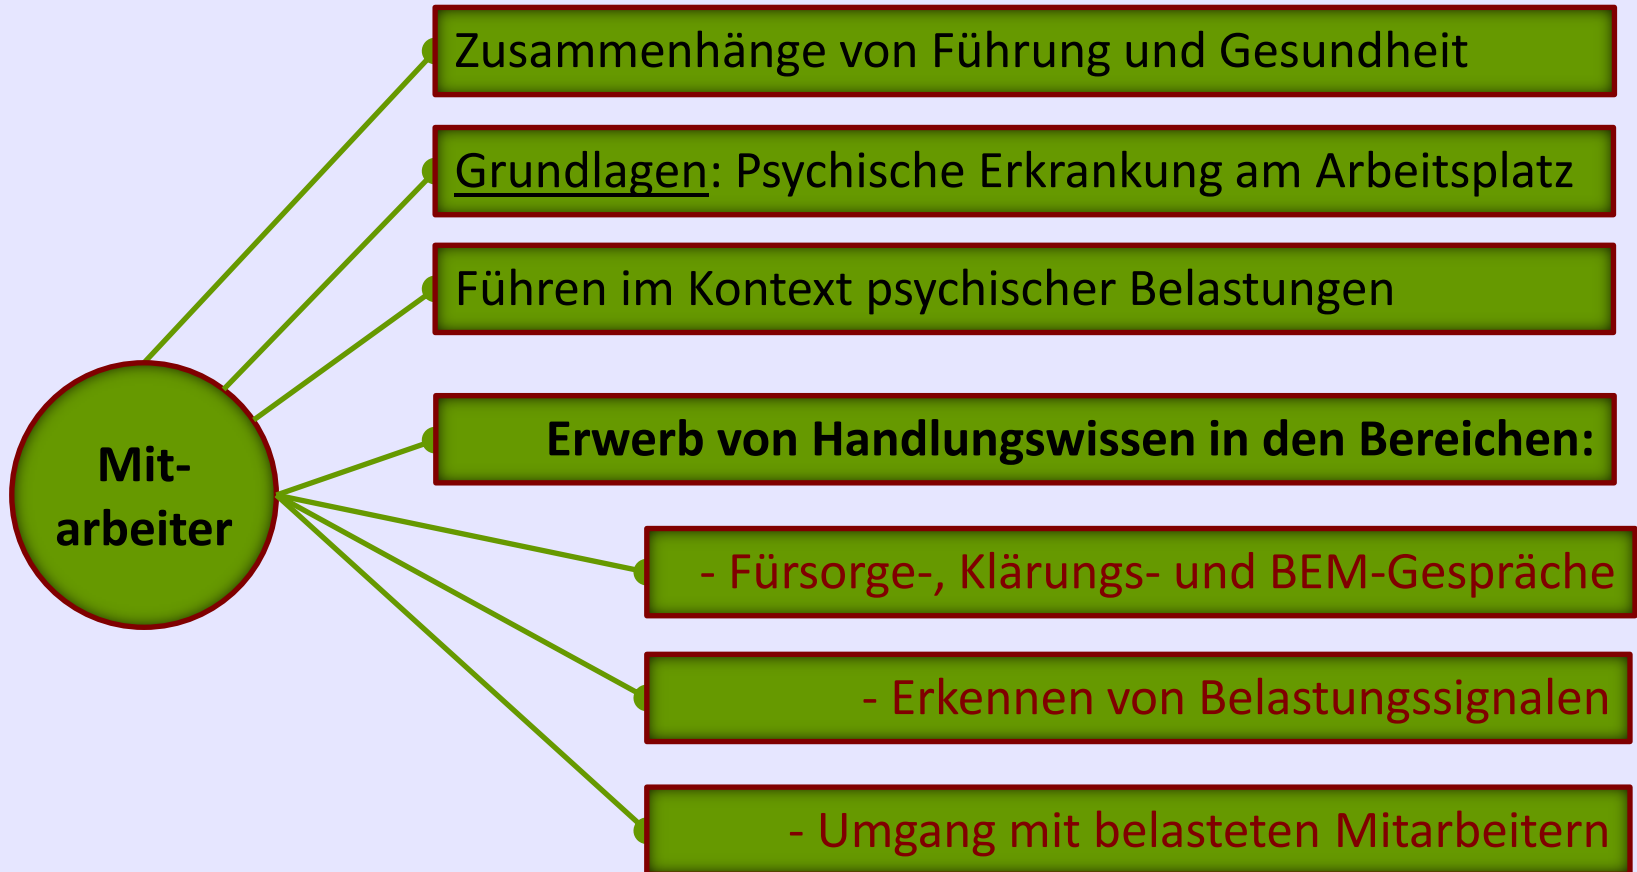 Zusammenhänge von Führung und Gesundheit
Grundlagen: Psychische Erkrankung am Arbeitsplatz
Führen im Kontext psychischer Belastungen
Mit-
arbeiter
Erwerb von Handlungswissen in den Bereichen:
- Fürsorge-, Klärungs- und BEM-Gespräche
- Erkennen von Belastungssignalen
- Umgang mit belasteten Mitarbeitern